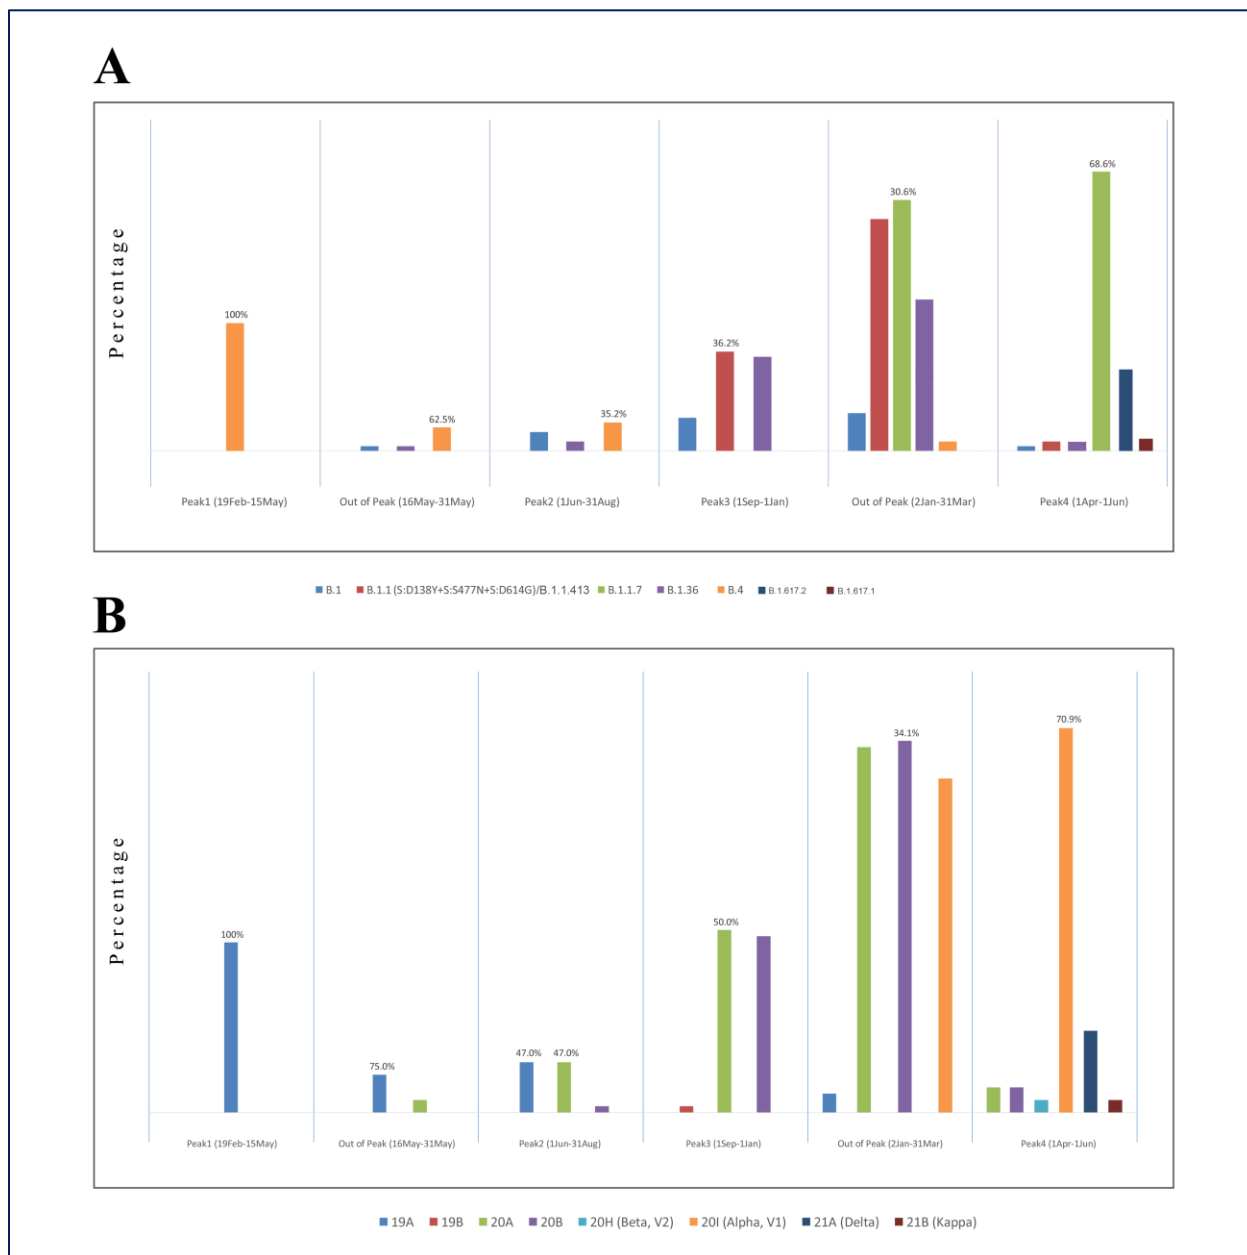 A
Percentage
100%
62.5%
35.2%
36.2%
30.6%
68.6%
Peak1 (19Feb-15May)
Out of Peak (16May-31May)
Peak2 (1Jun-31Aug)
Peak3 (1Sep-1Jan)
Out of Peak (2Jan-31Mar)
Peak4 (1Apr-1Jun)
B.1 B.1.1 (S:D138Y+S:S477N+S:D614G)/B.1.1.413 B.1.1.7 B.1.36 B.4 B.1.617.2 B.1.617.1
B
Percentage
100%
75.0%
47.0% 47.0%
50.0%
34.1%
70.9%
Peak1 (19Feb-15May)
Out of Peak (16May-31May)
Peak2 (1Jun-31Aug)
Peak3 (1Sep-1Jan)
Out of Peak (2Jan-31Mar)
Peak4 (1Apr-1Jun)
19A 19B 20A 20B 20H (Beta, V2) 20I (Alpha, V1) 21A (Delta) 21B (Kappa)